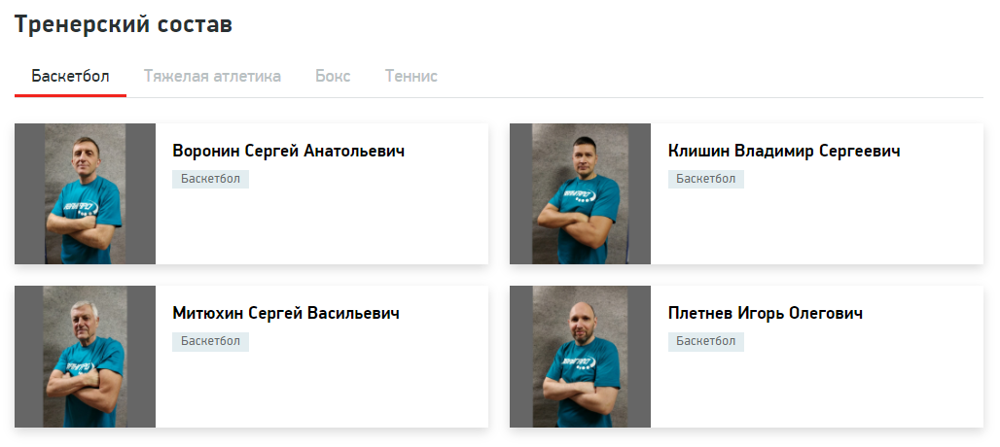 Тренерский состав
Баскетбол Тяжелая атлетика Бокс Теннис
Воронин Сергей Анатольевич
Баскетбол
Клишин Владимир Сергеевич
Баскетбол
Митюхин Сергей Васильевич
Баскетбол
Плетнев Игорь Олегович
Баскетбол